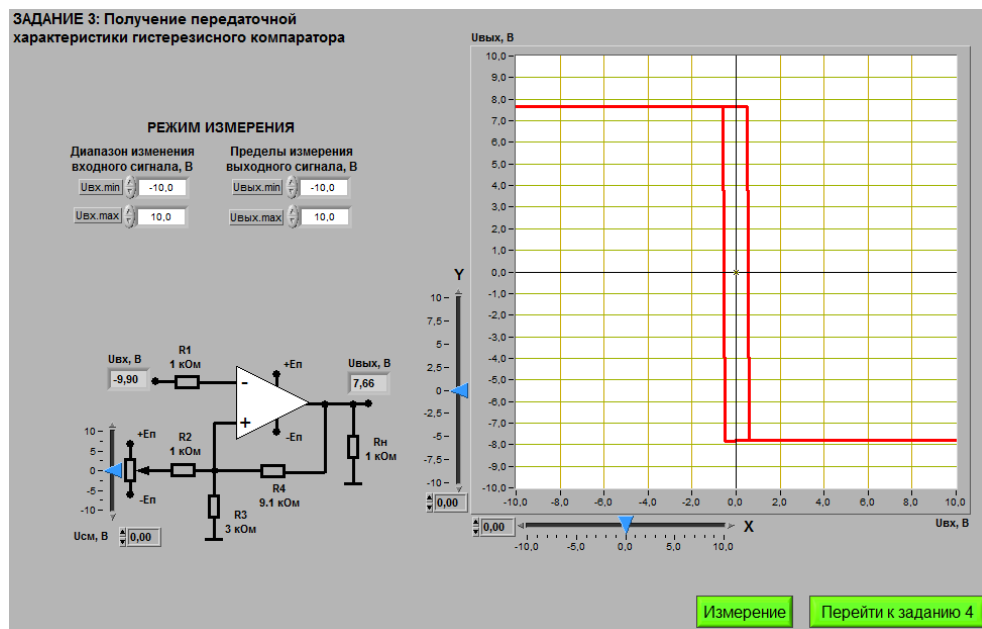 ЗАДАНИЕ 3: Получение передаточной
характеристики гистерезисного компаратора
РЕЖИМ ИЗМЕРЕНИЯ
Диапазон изменения
входного сигнала, В
Пределы измерения
выходного сигнала, В
Uвх.min -10,0
Uвых.min -10,0
Uвх.max 10,0
Uвых.max 10,0
Uвх, В
-9,90
R1
1 кОм
+Еп
-
+
-Еп
Uвых, В
7,66
Rн
1 кОм
10
5
0
-5
-10
+Еп
-Еп
R2
1 кОм
R4
9.1 кОм
R3
3 кОм
Uсм, В 0,00
Y
10
7,5
5
2,5
0
-2,5
-5
-7,5
-10
0,00
Uвых, В
10,0
9,0
8,0
7,0
6,0
5,0
4,0
3,0
2,0
1,0
0,0
-1,0
-2,0
-3,0
-4,0
-5,0
-6,0
-7,0
-8,0
-9,0
-10,0
-10,0 -8,0 -6,0 -4,0 -2,0 0,0 2,0 4,0 6,0 8,0 10,0
Uвх, В
0,00
X
-10,0 -5,0 0,0 5,0 10,0
Измерение
Перейти к заданию 4